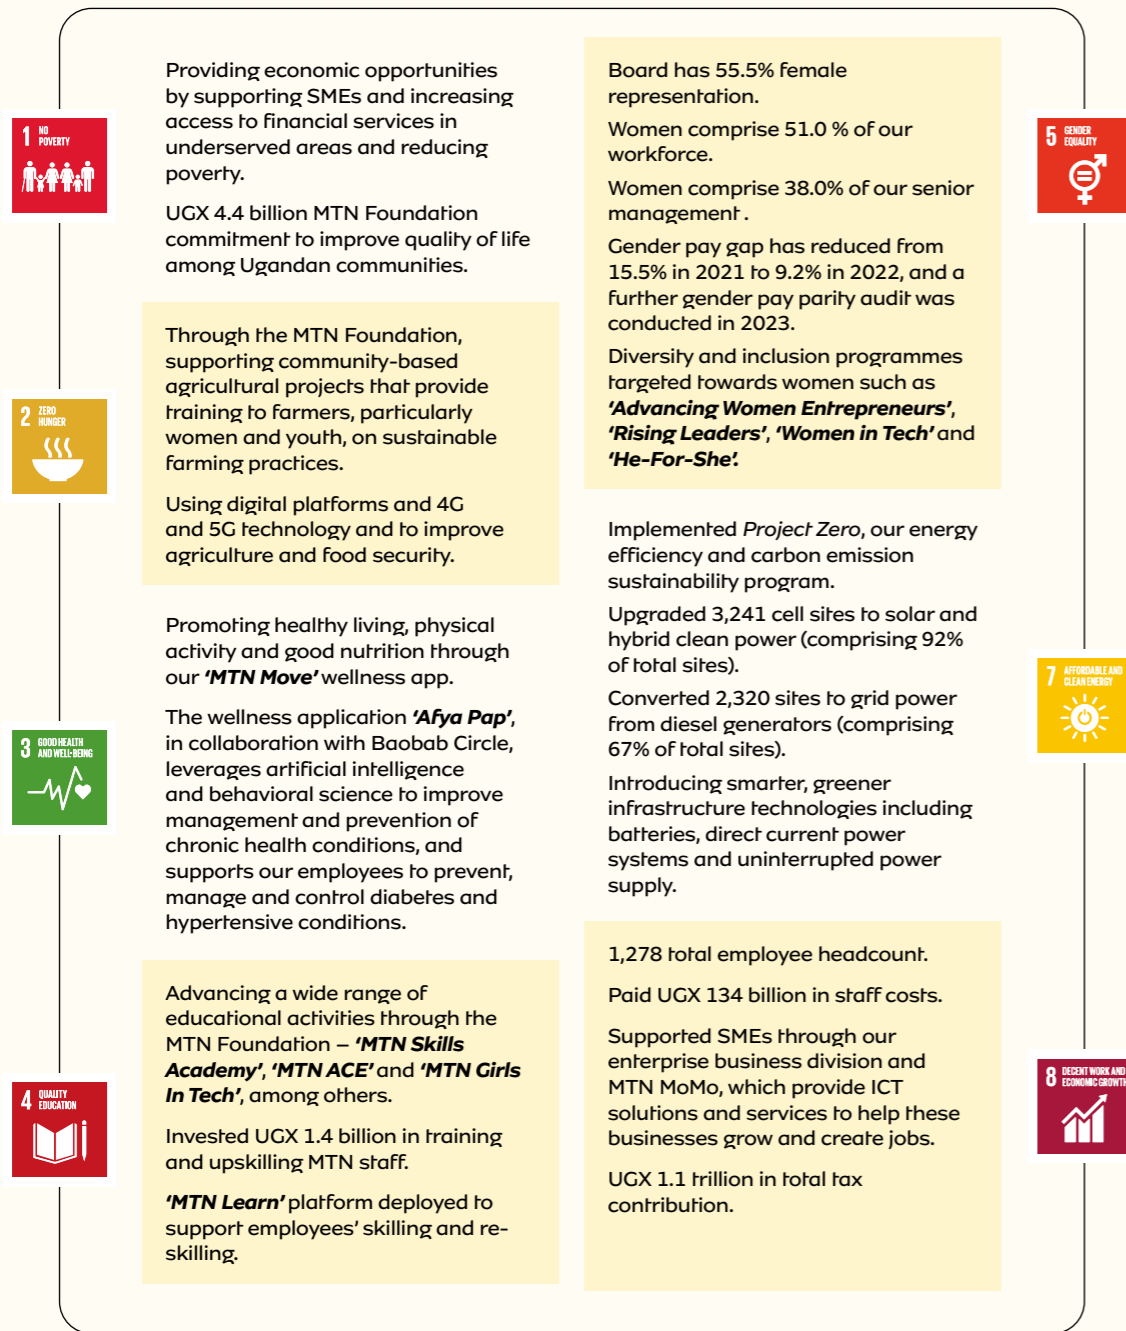 1 NO
POVERTY
Providing economic opportunities
by supporting SMEs and increasing
access to financial services in
underserved areas and reducing
poverty.
UGX 4.4 billion MTN Foundation
commitment to improve quality of life
among Ugandan communities.
2 ZERO
HUNGER
Through the MTN Foundation,
supporting community-based
agricultural projects that provide
training to farmers, particularly
women and youth, on sustainable
farming practices.
Using digital platforms and 4G
and 5G technology and to improve
agriculture and food security.
3 GOOD HEALTH
AND WELL-BEING
Promoting healthy living, physical
activity and good nutrition through
our ‘MTN Move’ wellness app.
The wellness application ‘Afya Pap’,
in collaboration with Baobab Circle,
leverages artificial intelligence
and behavioral science to improve
management and prevention of
chronic health conditions, and
supports our employees to prevent,
manage and control diabetes and
hypertensive conditions.
4 QUALITY
EDUCATION
Advancing a wide range of
educational activities through the
MTN Foundation – ‘MTN Skills
Academy’, ‘MTN ACE’ and ‘MTN Girls
In Tech’, among others.
Invested UGX 1.4 billion in training
and upskilling MTN staff.
‘MTN Learn’ platform deployed to
support employees’ skilling and re-
skilling.
5 GENDER
EQUALITY
Board has 55.5% female
representation.
Women comprise 51.0 % of our
workforce.
Women comprise 38.0% of our senior
management .
Gender pay gap has reduced from
15.5% in 2021 to 9.2% in 2022, and a
further gender pay parity audit was
conducted in 2023.
Diversity and inclusion programmes
targeted towards women such as
‘Advancing Women Entrepreneurs’,
‘Rising Leaders’, ‘Women in Tech’ and
‘He-For-She’.
7 AFFORDABLE AND
CLEAN ENERGY
Implemented Project Zero, our energy
efficiency and carbon emission
sustainability program.
Upgraded 3,241 cell sites to solar and
hybrid clean power (comprising 92%
of total sites).
Converted 2,320 sites to grid power
from diesel generators (comprising
67% of total sites).
Introducing smarter, greener
infrastructure technologies including
batteries, direct current power
systems and uninterrupted power
supply.
8 DECENT WORK AND
ECONOMIC GROWTH
1,278 total employee headcount.
Paid UGX 134 billion in staff costs.
Supported SMEs through our
enterprise business division and
MTN MoMo, which provide ICT
solutions and services to help these
businesses grow and create jobs.
UGX 1.1 trillion in total tax
contribution.